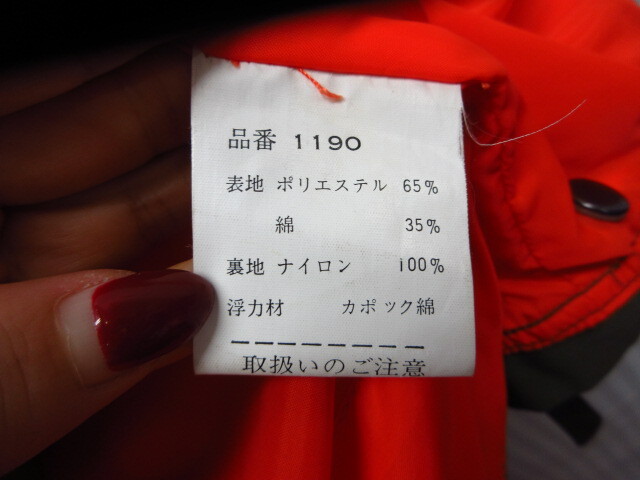 品番 1190
表地 ポリエステル 65%
綿 35%
裏地 ナイロン 100%
浮力材 カポック綿
取扱いのご注意